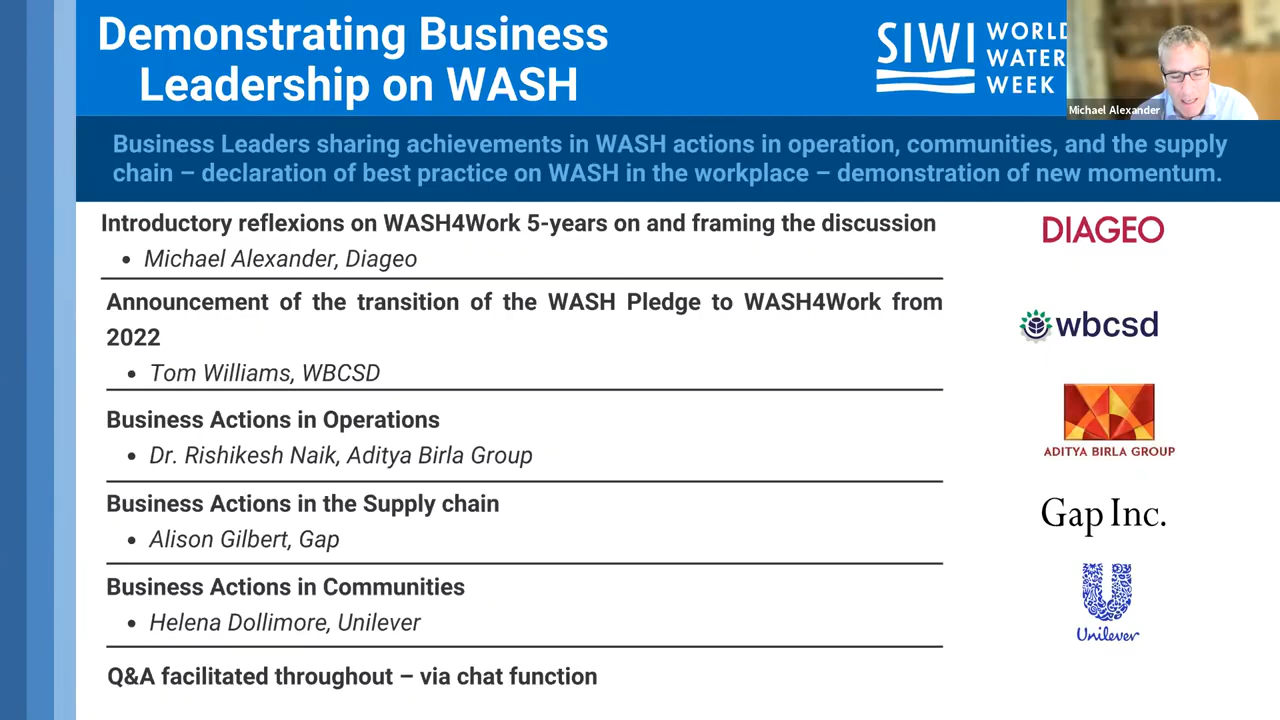 Demonstrating Business
Leadership on WASH
SIWI
WORLD
WATER
WEEK
Michael Alexander
Business Leaders sharing achievements in WASH actions in operation, communities, and the supply
chain – declaration of best practice on WASH in the workplace – demonstration of new momentum.
Introductory reflexions on WASH4Work 5-years on and framing the discussion
• Michael Alexander, Diageo
DIAGEO
Announcement of the transition of the WASH Pledge to WASH4Work from
2022
• Tom Williams, WBCSD
wbcsd
Business Actions in Operations
• Dr. Rishikesh Naik, Aditya Birla Group
ADITYA BIRLA GROUP
Business Actions in the Supply chain
• Alison Gilbert, Gap
Gap Inc.
Business Actions in Communities
• Helena Dollimore, Unilever
Unilever
Q&A facilitated throughout – via chat function